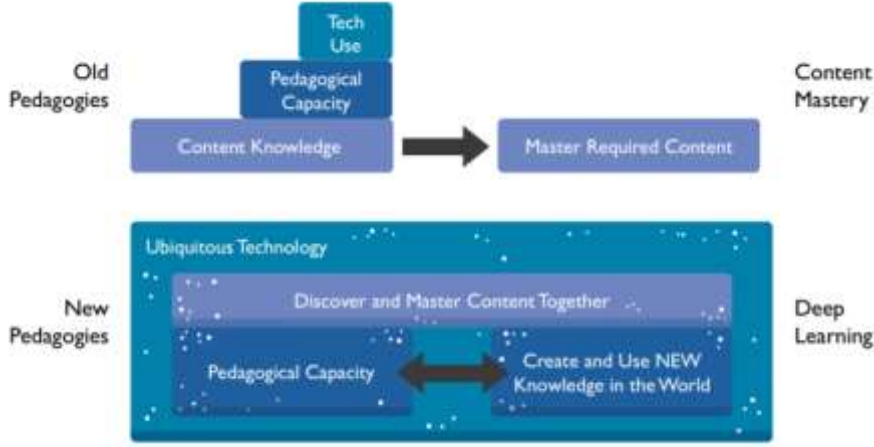 Tech
Use
Old
Pedagogies
Pedagogical
Capacity
Content
Mastery
Content Knowledge
Master Required Content
Ubiquitous Technology
New
Pedagogies
Discover and Master Content Together
Deep
Learning
Pedagogical Capacity
Create and Use NEW
Knowledge in the World